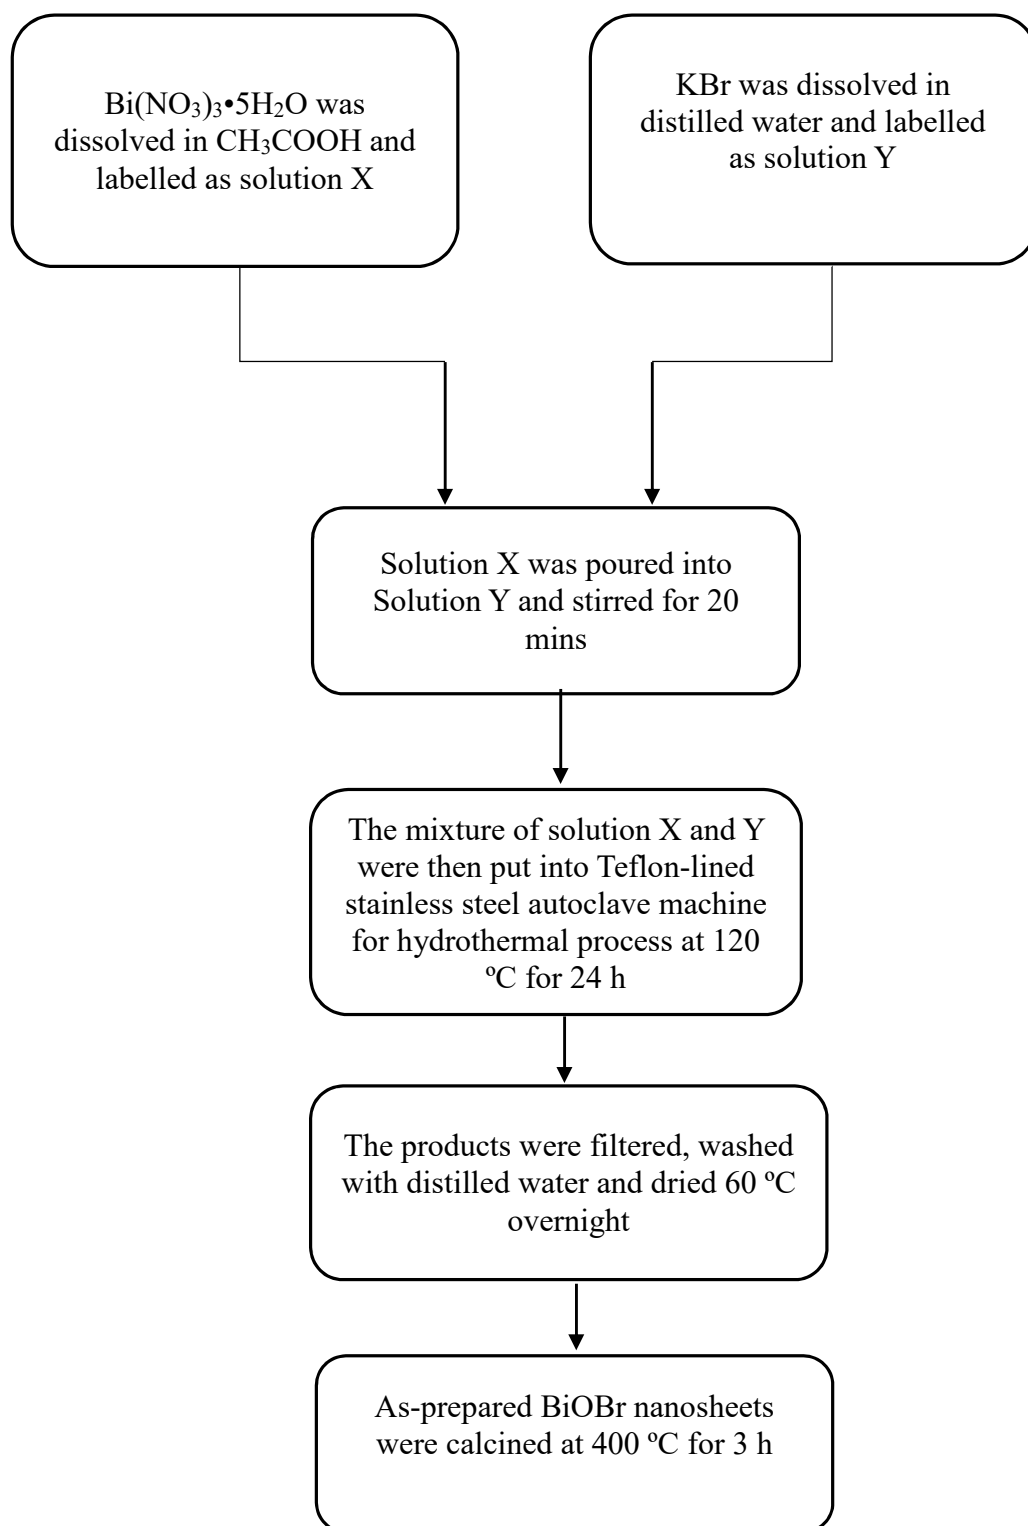 Bi(NO₃)₃•5H₂O was
dissolved in CH₃COOH and
labelled as solution X
KBr was dissolved in
distilled water and labelled
as solution Y
Solution X was poured into
Solution Y and stirred for 20
mins
The mixture of solution X and Y
were then put into Teflon-lined
stainless steel autoclave machine
for hydrothermal process at 120
ºC for 24 h
The products were filtered, washed
with distilled water and dried 60 ºC
overnight
As-prepared BiOBr nanosheets
were calcined at 400 ºC for 3 h